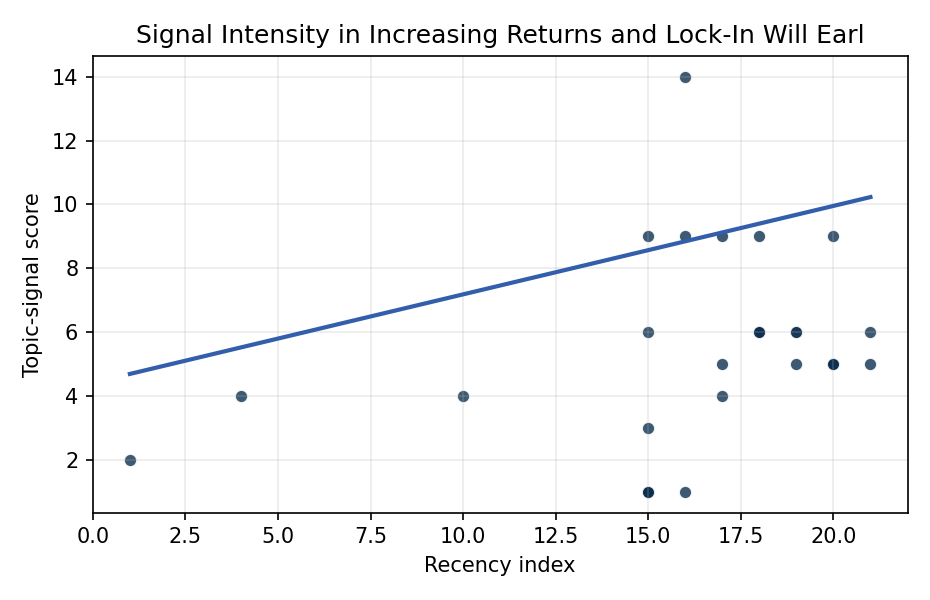 Signal Intensity in Increasing Returns and Lock-In Will Earl
Topic-signal score
14
12
10
8
6
4
2
0.0 2.5 5.0 7.5 10.0 12.5 15.0 17.5 20.0
Recency index